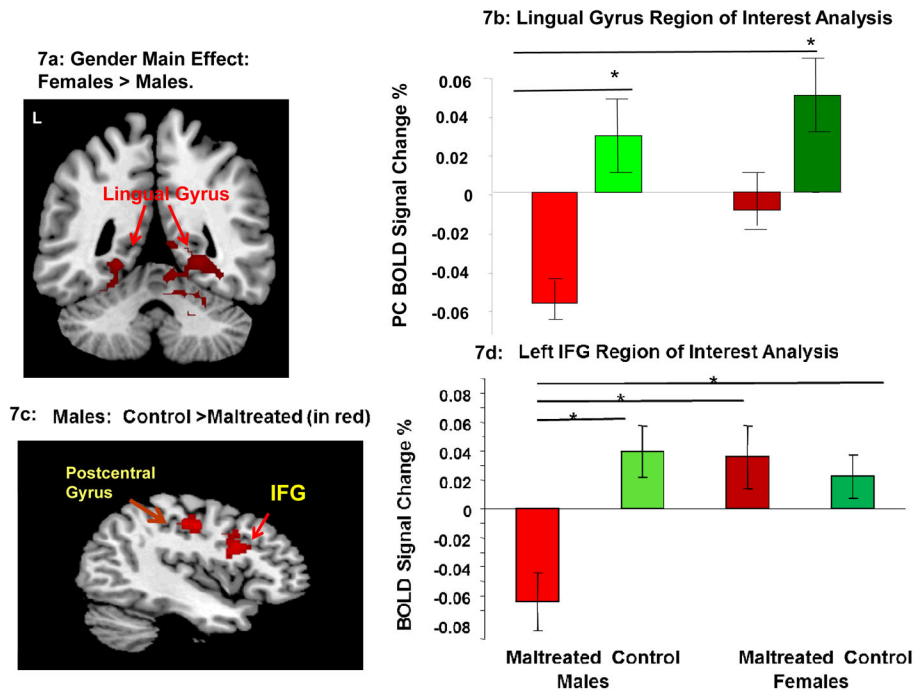 7a: Gender Main Effect:
Females > Males.
L
Lingual Gyrus
7b: Lingual Gyrus Region of Interest Analysis
PC BOLD Signal Change %
0.06
0.04
0.02
0
-0.02
-0.04
-0.06
*
*
7c: Males: Control >Maltreated (in red)
Postcentral
Gyrus
IFG
7d: Left IFG Region of Interest Analysis
BOLD Signal Change %
0.08
0.06
0.04
0.02
0
-0.02
-0.04
-0.06
-0.08
*
*
*
Maltreated Control Maltreated Control
Males Females